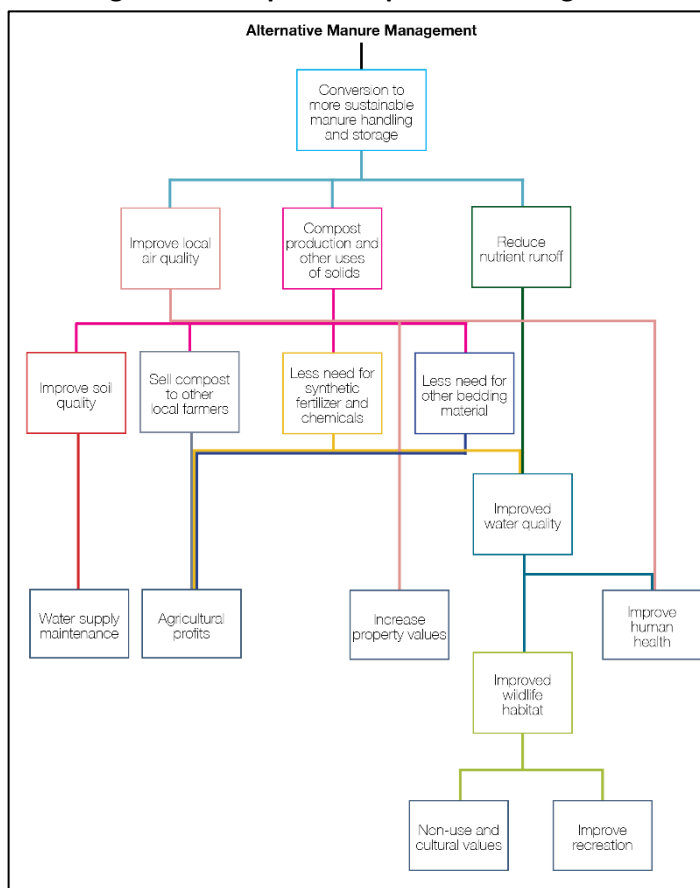 Alternative Manure Management
Conversion to
more sustainable
manure handling
and storage
Improve local
air quality
Compost
production and
other uses
of solids
Reduce
nutrient runoff
Improve soil
quality
Sell compost
to other
local farmers
Less need for
synthetic
fertilizer and
chemicals
Less need for
other bedding
material
Improved
water quality
Water supply
maintenance
Agricultural
profits
Increase
property values
Improve
human
health
Improved
wildlife
habitat
Non-use and
cultural values
Improve
recreation